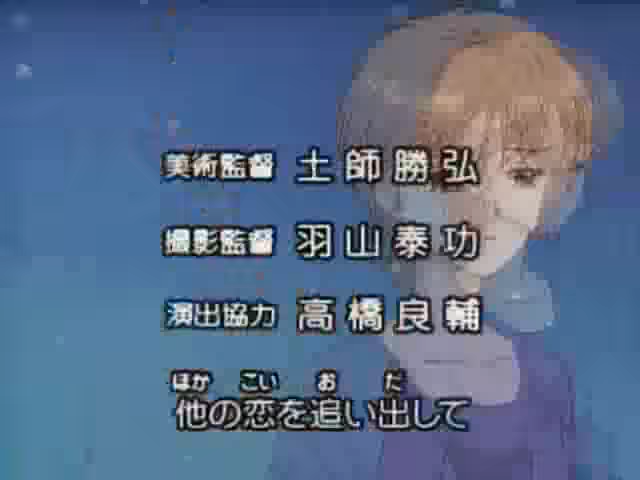 美術監督 土師勝弘
撮影監督 羽山泰功
演出協力 高橋良輔
ほか こい お だ
他の恋を追い出して